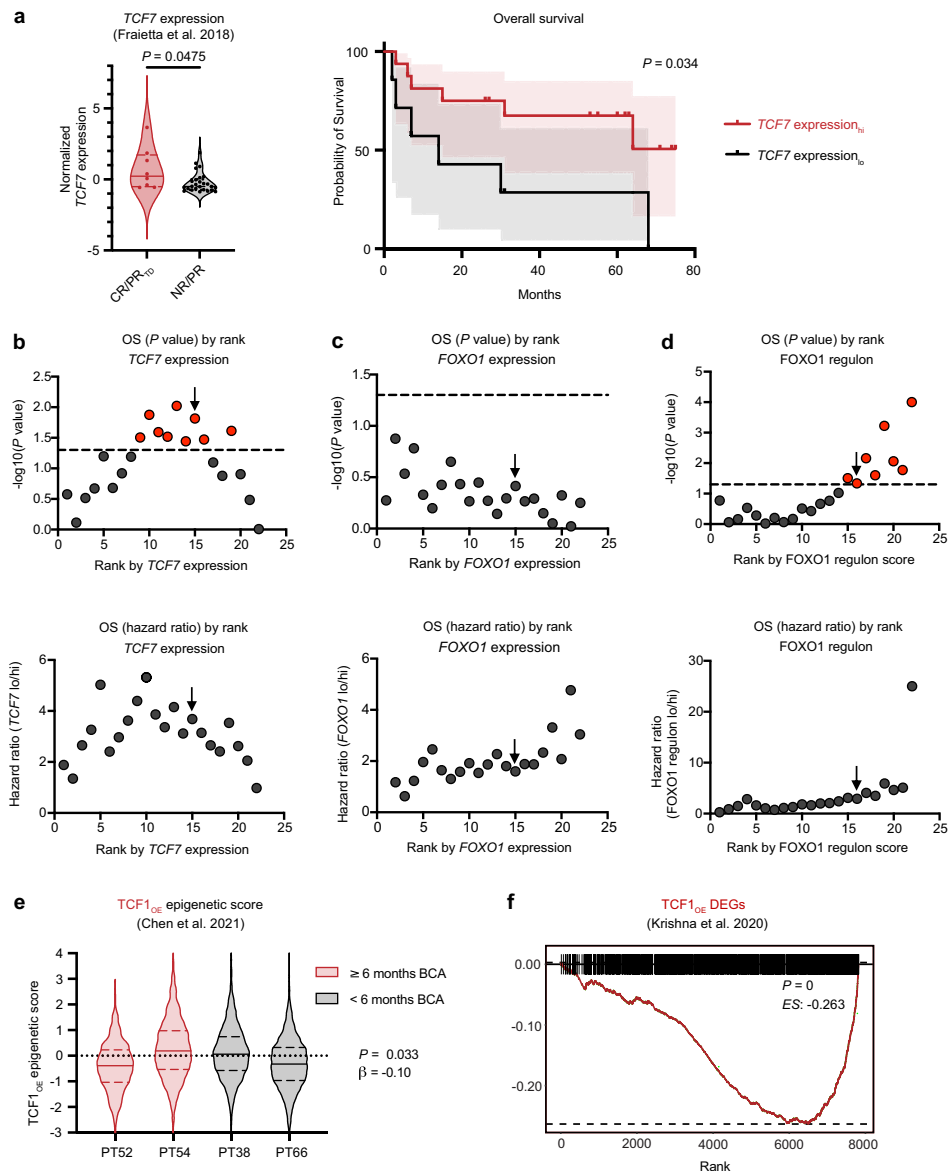 a
TCF7 expression
(Fraietta et al. 2018)
P = 0.0475
Normalized
TCF7 expression
5
0
-5
CR/PRTD
NR/PR
Overall survival
P = 0.034
Probability of Survival
100
50
0
0 20 40 60 80
Months
TCF7 expressionhi
TCF7 expressionlo
b
OS (P value) by rank
TCF7 expression
-log10(P value)
2.5
2.0
1.5
1.0
0.5
0.0
0 5 10 15 20 25
Rank by TCF7 expression
OS (hazard ratio) by rank
TCF7 expression
Hazard ratio (TCF7 lo/hi)
6
4
2
0
0 5 10 15 20 25
Rank by TCF7 expression
c
OS (P value) by rank
FOXO1 expression
-log10(P value)
1.5
1.0
0.5
0.0
0 5 10 15 20 25
Rank by FOXO1 expression
OS (hazard ratio) by rank
FOXO1 expression
Hazard ratio (FOXO1 lo/hi)
6
4
2
0
0 5 10 15 20 25
Rank by FOXO1 expression
d
OS (P value) by rank
FOXO1 regulon
-log10(P value)
5
4
3
2
1
0
0 5 10 15 20 25
Rank by FOXO1 regulon score
OS (hazard ratio) by rank
FOXO1 regulon
Hazard ratio
(FOXO1 regulon lo/hi)
30
20
10
0
0 5 10 15 20 25
Rank by FOXO1 regulon score
e
TCF1OE epigenetic score
(Chen et al. 2021)
TCF1OE epigenetic score
4
3
2
1
0
-1
-2
-3
PT52 PT54 PT38 PT66
≥ 6 months BCA
< 6 months BCA
P = 0.033
β = -0.10
f
TCF1OE DEGs
(Krishna et al. 2020)
0.00
-0.10
-0.20
P = 0
ES: -0.263
0 2000 4000 6000 8000
Rank